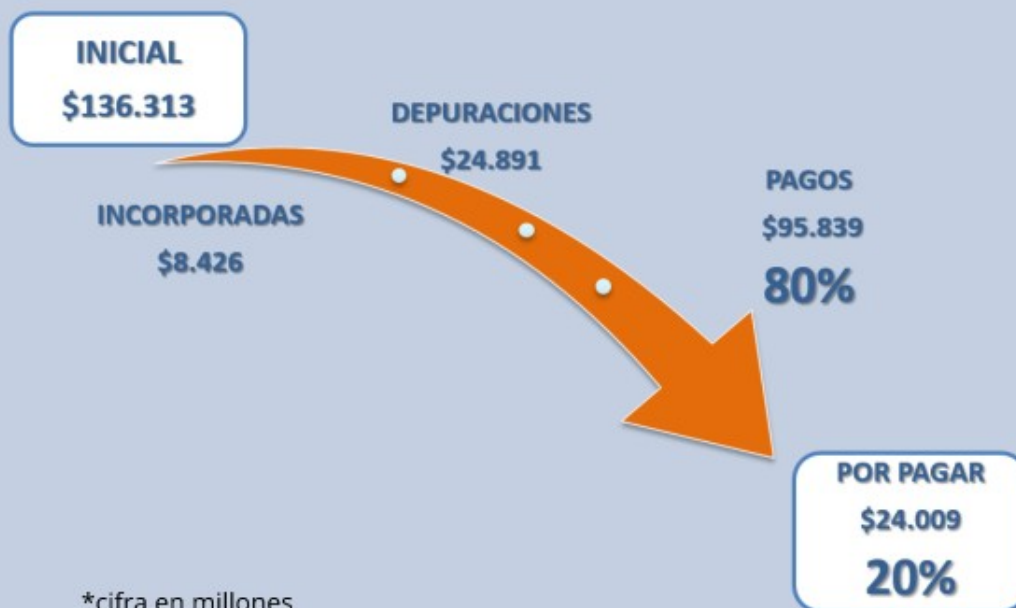 INICIAL
$136.313
DEPURACIONES
$24.891
INCORPORADAS
$8.426
PAGOS
$95.839
80%
POR PAGAR
$24.009
20%
*cifra en millones